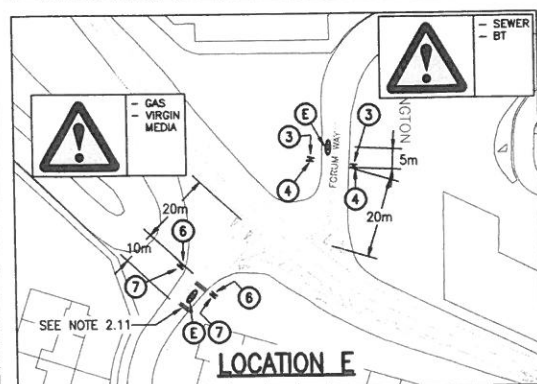 - SEWER
- BT
- GAS
- VIRGIN
MEDIA
E
3
3
NGTON
FORUM WAY
5m
4
4
20m
20m
6
10m
7
6
SEE NOTE 2.11
E
7
LOCATION E